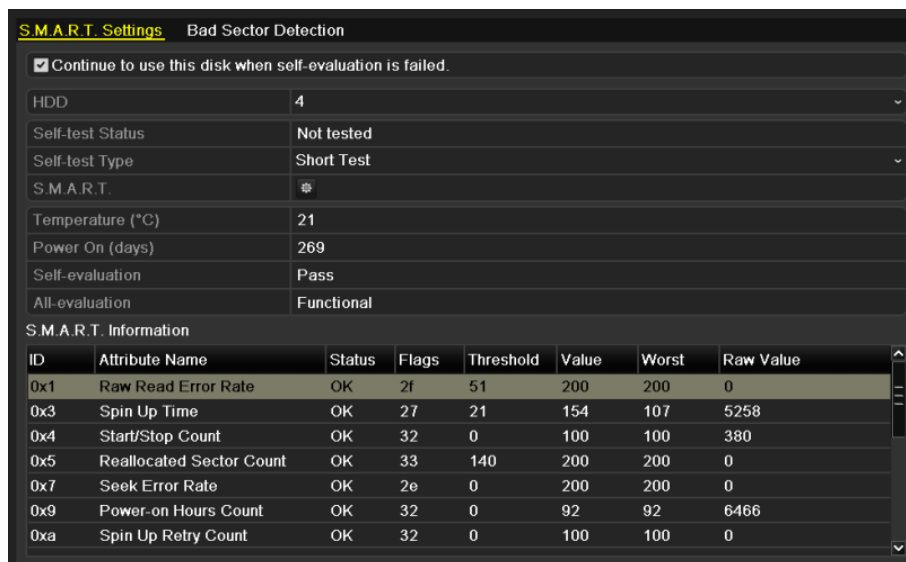 S.M.A.R.T. Settings Bad Sector Detection
Continue to use this disk when self-evaluation is failed.
HDD 4
Self-test Status Not tested
Self-test Type Short Test
S.M.A.R.T.
Temperature (°C) 21
Power On (days) 269
Self-evaluation Pass
All-evaluation Functional
S.M.A.R.T. Information
ID Attribute Name Status Flags Threshold Value Worst Raw Value
0x1 Raw Read Error Rate OK 2f 51 200 200 0
0x3 Spin Up Time OK 27 21 154 107 5258
0x4 Start/Stop Count OK 32 0 100 100 380
0x5 Reallocated Sector Count OK 33 140 200 200 0
0x7 Seek Error Rate OK 2e 0 200 200 0
0x9 Power-on Hours Count OK 32 0 92 92 6466
0xa Spin Up Retry Count OK 32 0 100 100 0